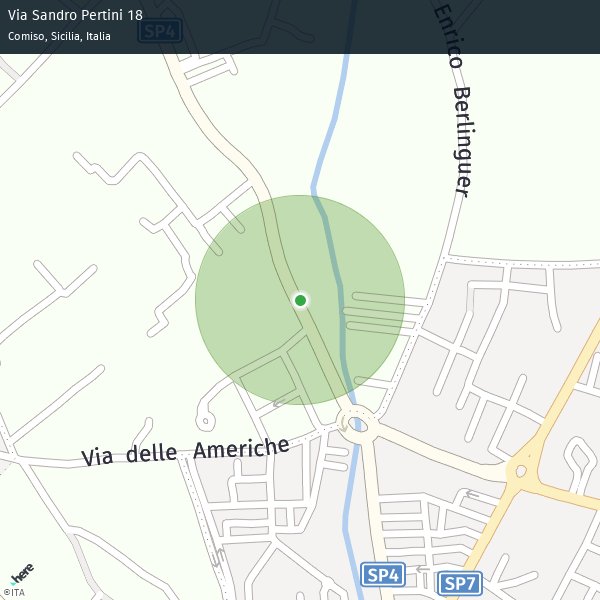 Via Sandro Pertini 18
Comiso, Sicilia, Italia
SP4
Enrico Berlinguer
Via delle Americhe
SP4
SP7
here
©ITA